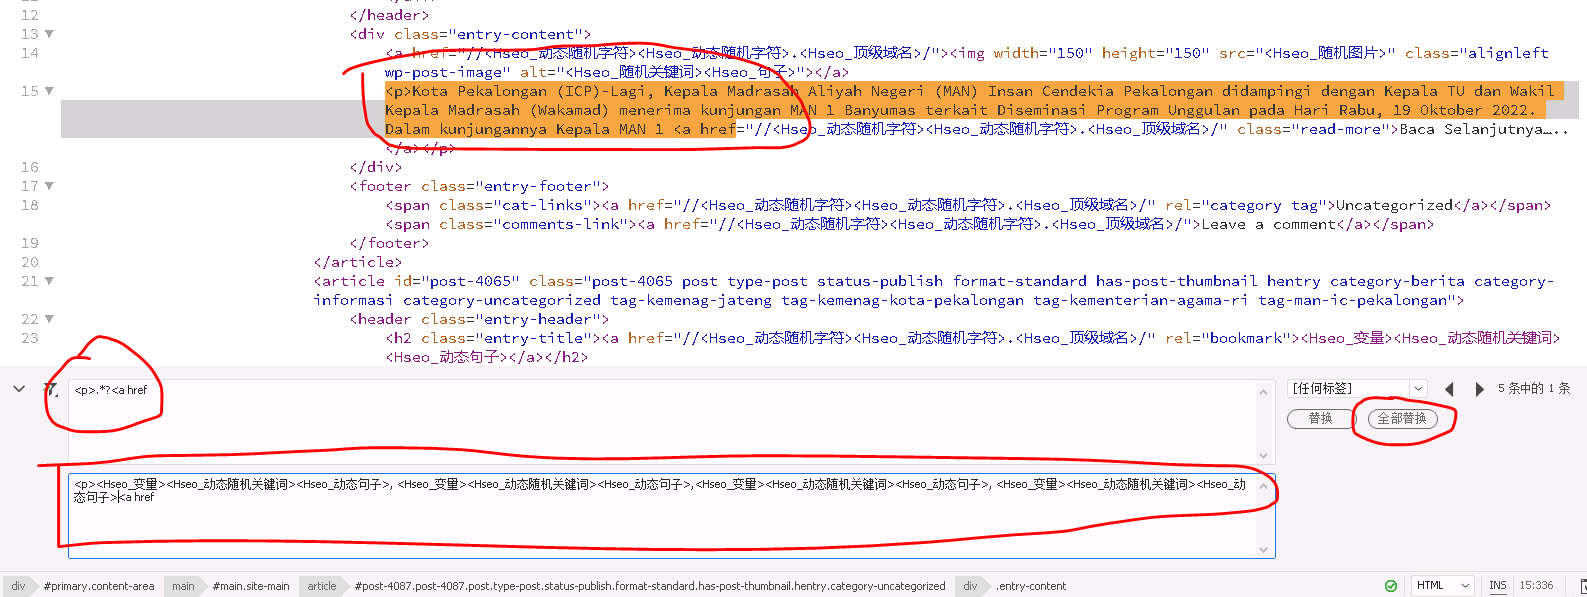 12 </header>
13 <div class="entry-content">
14 <a href="//<Hseo_动态随机字符><Hseo_动态随机字符>.<Hseo_顶级域名>/"><img width="150" height="150" src="<Hseo_随机图片>" class="alignleft
wp-post-image" alt="<Hseo_随机关键词><Hseo_句子>"></a>
15 <p>Kota Pekalongan (ICP)-Lagi, Kepala Madrasah Aliyah Negeri (MAN) Insan Cendekia Pekalongan didampingi dengan Kepala TU dan Wakil
Kepala Madrasah (Wakamad) menerima kunjungan MAN 1 Banyumas terkait Diseminasi Program Unggulan pada Hari Rabu, 19 Oktober 2022.
Dalam kunjungannya Kepala MAN 1 <a href="//<Hseo_动态随机字符><Hseo_动态随机字符>.<Hseo_顶级域名>/" class="read-more">Baca Selanjutnya…..
</a></p>
16 </div>
17 <footer class="entry-footer">
18 <span class="cat-links"><a href="//<Hseo_动态随机字符><Hseo_动态随机字符>.<Hseo_顶级域名>/" rel="category tag">Uncategorized</a></span>
<span class="comments-link"><a href="//<Hseo_动态随机字符><Hseo_动态随机字符>.<Hseo_顶级域名>/">Leave a comment</a></span>
19 </footer>
20 </article>
21 <article id="post-4065" class="post-4065 post type-post status-publish format-standard has-post-thumbnail hentry category-berita category-
informasi category-uncategorized tag-kemenag-jateng tag-kemenag-kota-pekalongan tag-kementerian-agama-ri tag-man-ic-pekalongan">
22 <header class="entry-header">
23 <h2 class="entry-title"><a href="//<Hseo_动态随机字符><Hseo_动态随机字符>.<Hseo_顶级域名>/" rel="bookmark"><Hseo_变量><Hseo_动态随机关键词>
<Hseo_动态句子></a></h2>
<p>.*?<a href
[任何标签] 5 条中的 1 条
替换 全部替换
<p><Hseo_变量><Hseo_动态随机关键词><Hseo_动态句子>, <Hseo_变量><Hseo_动态随机关键词><Hseo_动态句子>,<Hseo_变量><Hseo_动态随机关键词><Hseo_动态句子>, <Hseo_变量><Hseo_动态随机关键词><Hseo_动
态句子><a href
div #primary.content-area main #main.site-main article #post-4087.post-4087.post.type-post.status-publish.format-standard.has-post-thumbnail.hentry.category-uncategorized div .entry-content HTML INS 15:336